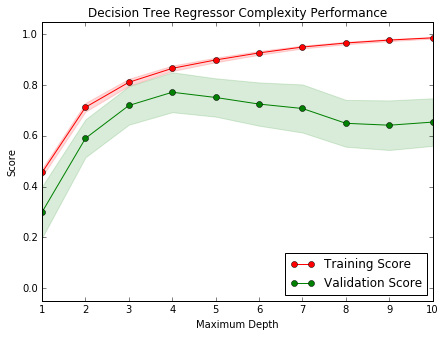 Decision Tree Regressor Complexity Performance
1.0
0.8
0.6
0.4
0.2
0.0
Score
1 2 3 4 5 6 7 8 9 10
Maximum Depth
Training Score
Validation Score